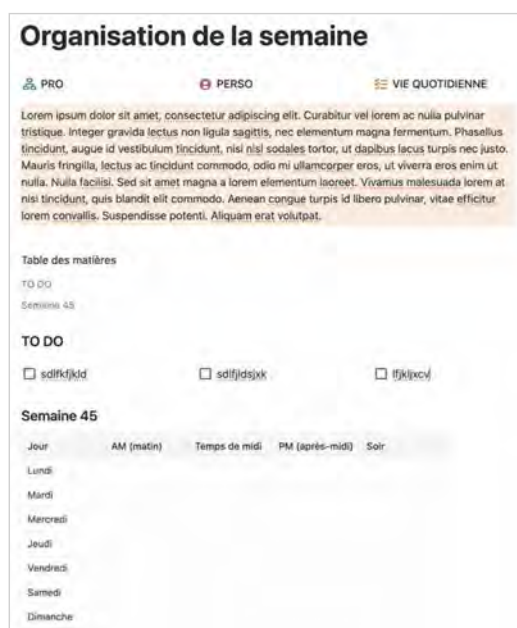 Organisation de la semaine
PRO PERSO VIE QUOTIDIENNE
Lorem ipsum dolor sit amet, consectetur adipiscing elit. Curabitur vel lorem ac nulla pulvinar
tristique. Integer gravida lectus non ligula sagittis, nec elementum magna fermentum. Phasellus
tincidunt, augue id vestibulum tincidunt, nisi nisl sodales tortor, ut dapibus lacus turpis nec justo.
Mauris fringilla, lectus ac tincidunt commodo, odio mi ullamcorper eros, ut viverra eros enim ut
nulla. Nulla facilisi. Sed sit amet magna a lorem elementum laoreet. Vivamus malesuada lorem at
nisi tincidunt, quis blandit elit commodo. Aenean congue turpis id libero pulvinar, vitae efficitur
lorem convallis. Suspendisse potenti. Aliquam erat volutpat.
Table des matières
TO DO
Semaine 45
TO DO
sdlfkfjkld sdlfjldsjxk lfjkljxcv
Semaine 45
Jour AM (matin) Temps de midi PM (après-midi) Soir
Lundi
Mardi
Mercredi
Jeudi
Vendredi
Samedi
Dimanche